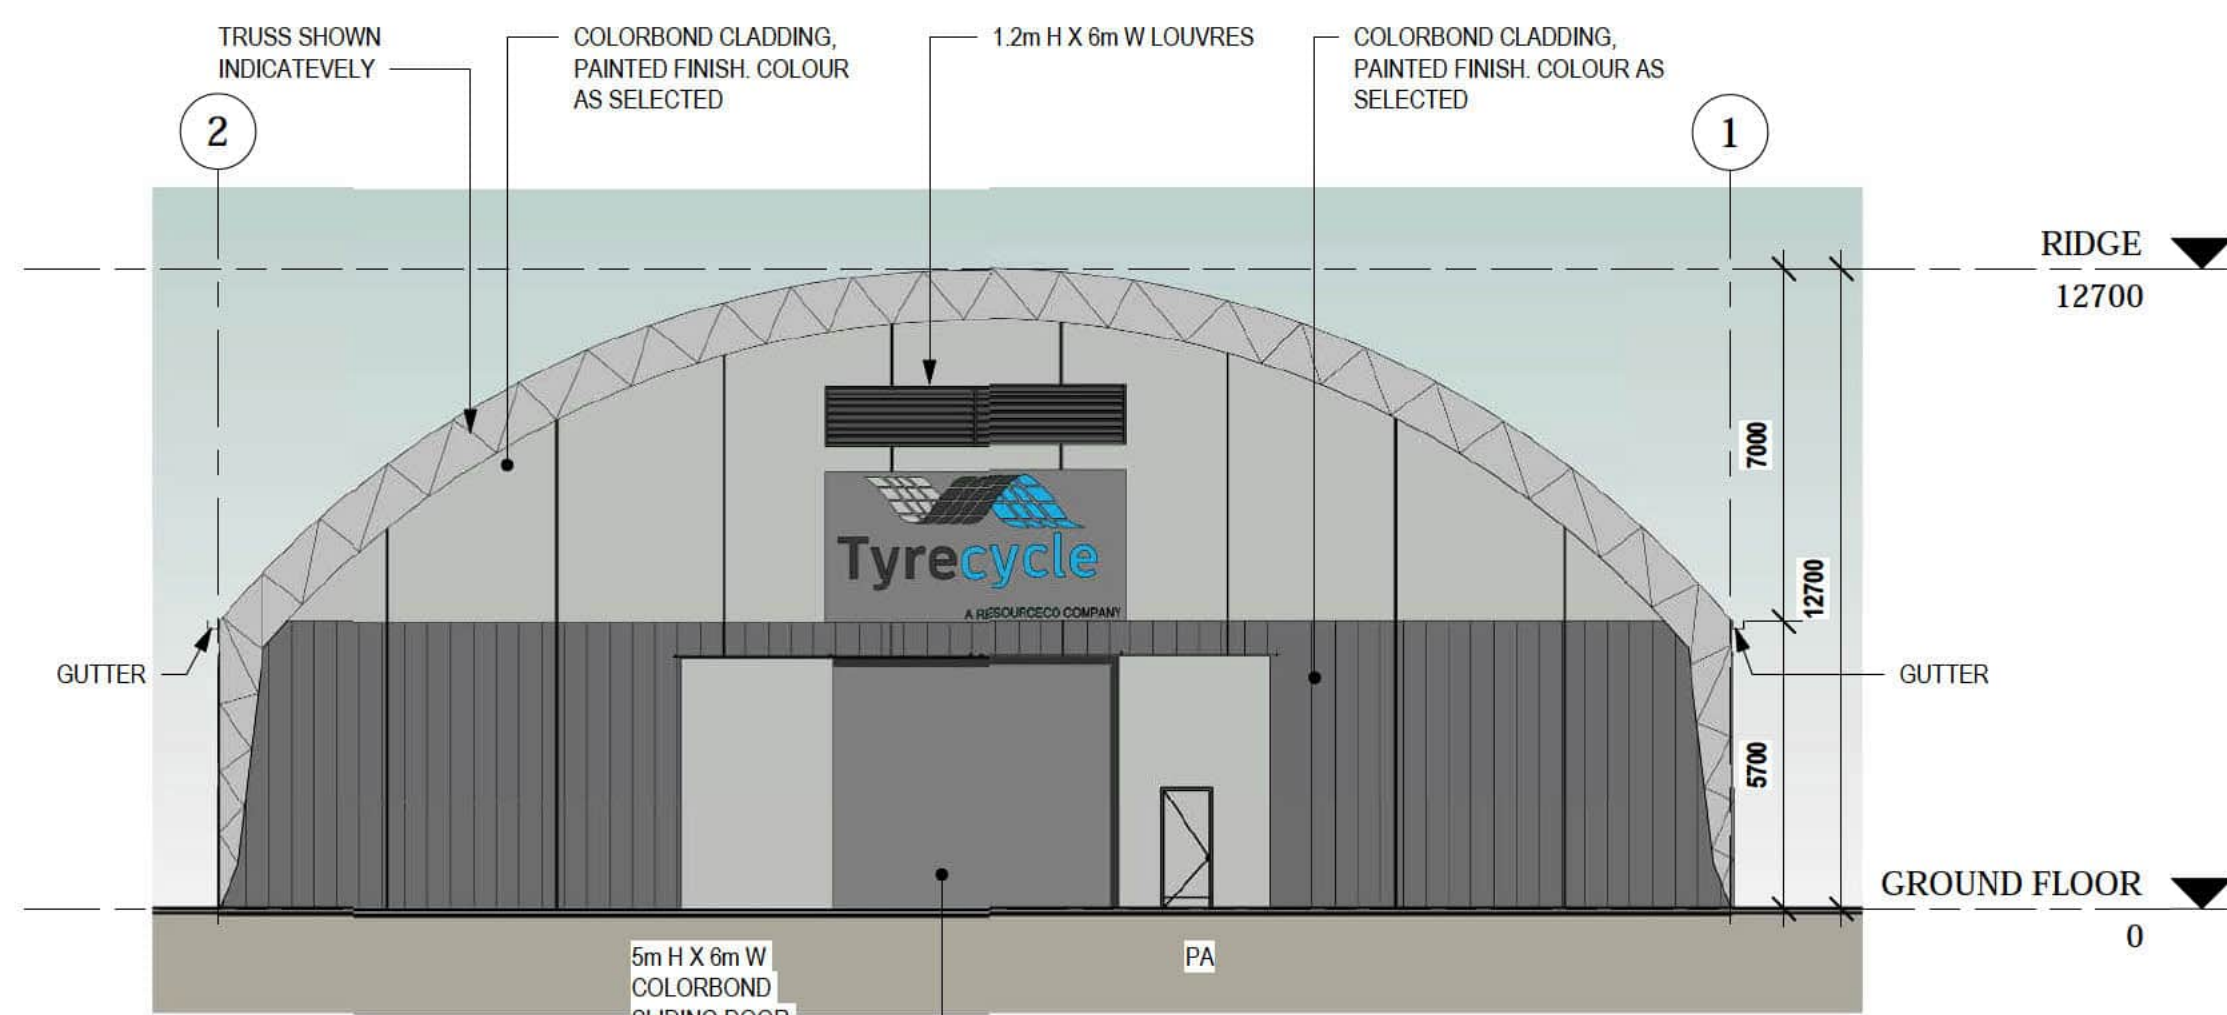 TRUSS SHOWN
INDICATEVELY
COLORBOND CLADDING,
PAINTED FINISH. COLOUR
AS SELECTED
1.2m H X 6m W LOUVRES
COLORBOND CLADDING,
PAINTED FINISH. COLOUR AS
SELECTED
2
1
RIDGE
12700
7000
12700
Tyrecycle
A RESOURCECO COMPANY
GUTTER
GUTTER
5700
GROUND FLOOR
0
5m H X 6m W
COLORBOND
SLIDING DOOR
PA